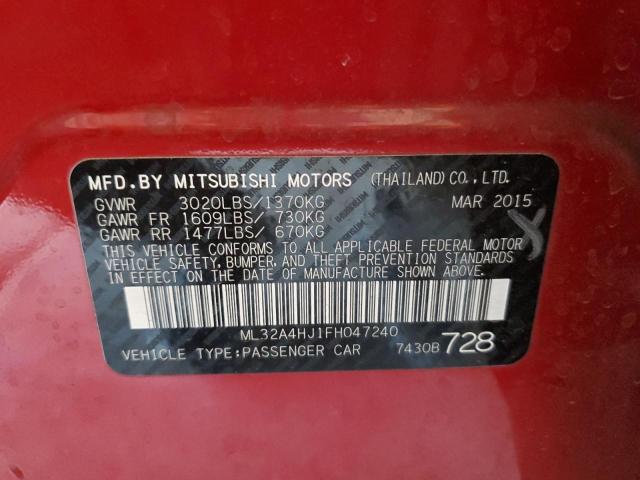 MFD.BY MITSUBISHI MOTORS (THAILAND) CO., LTD.
GVWR 3020LBS/1370KG MAR 2015
GAWR FR 1609LBS/ 730KG
GAWR RR 1477LBS/ 670KG
THIS VEHICLE CONFORMS TO ALL APPLICABLE FEDERAL MOTOR
VEHICLE SAFETY, BUMPER, AND THEFT PREVENTION STANDARDS
IN EFFECT ON THE DATE OF MANUFACTURE SHOWN ABOVE.
ML32A4HJ1FH047240
VEHICLE TYPE:PASSENGER CAR 7430B 728